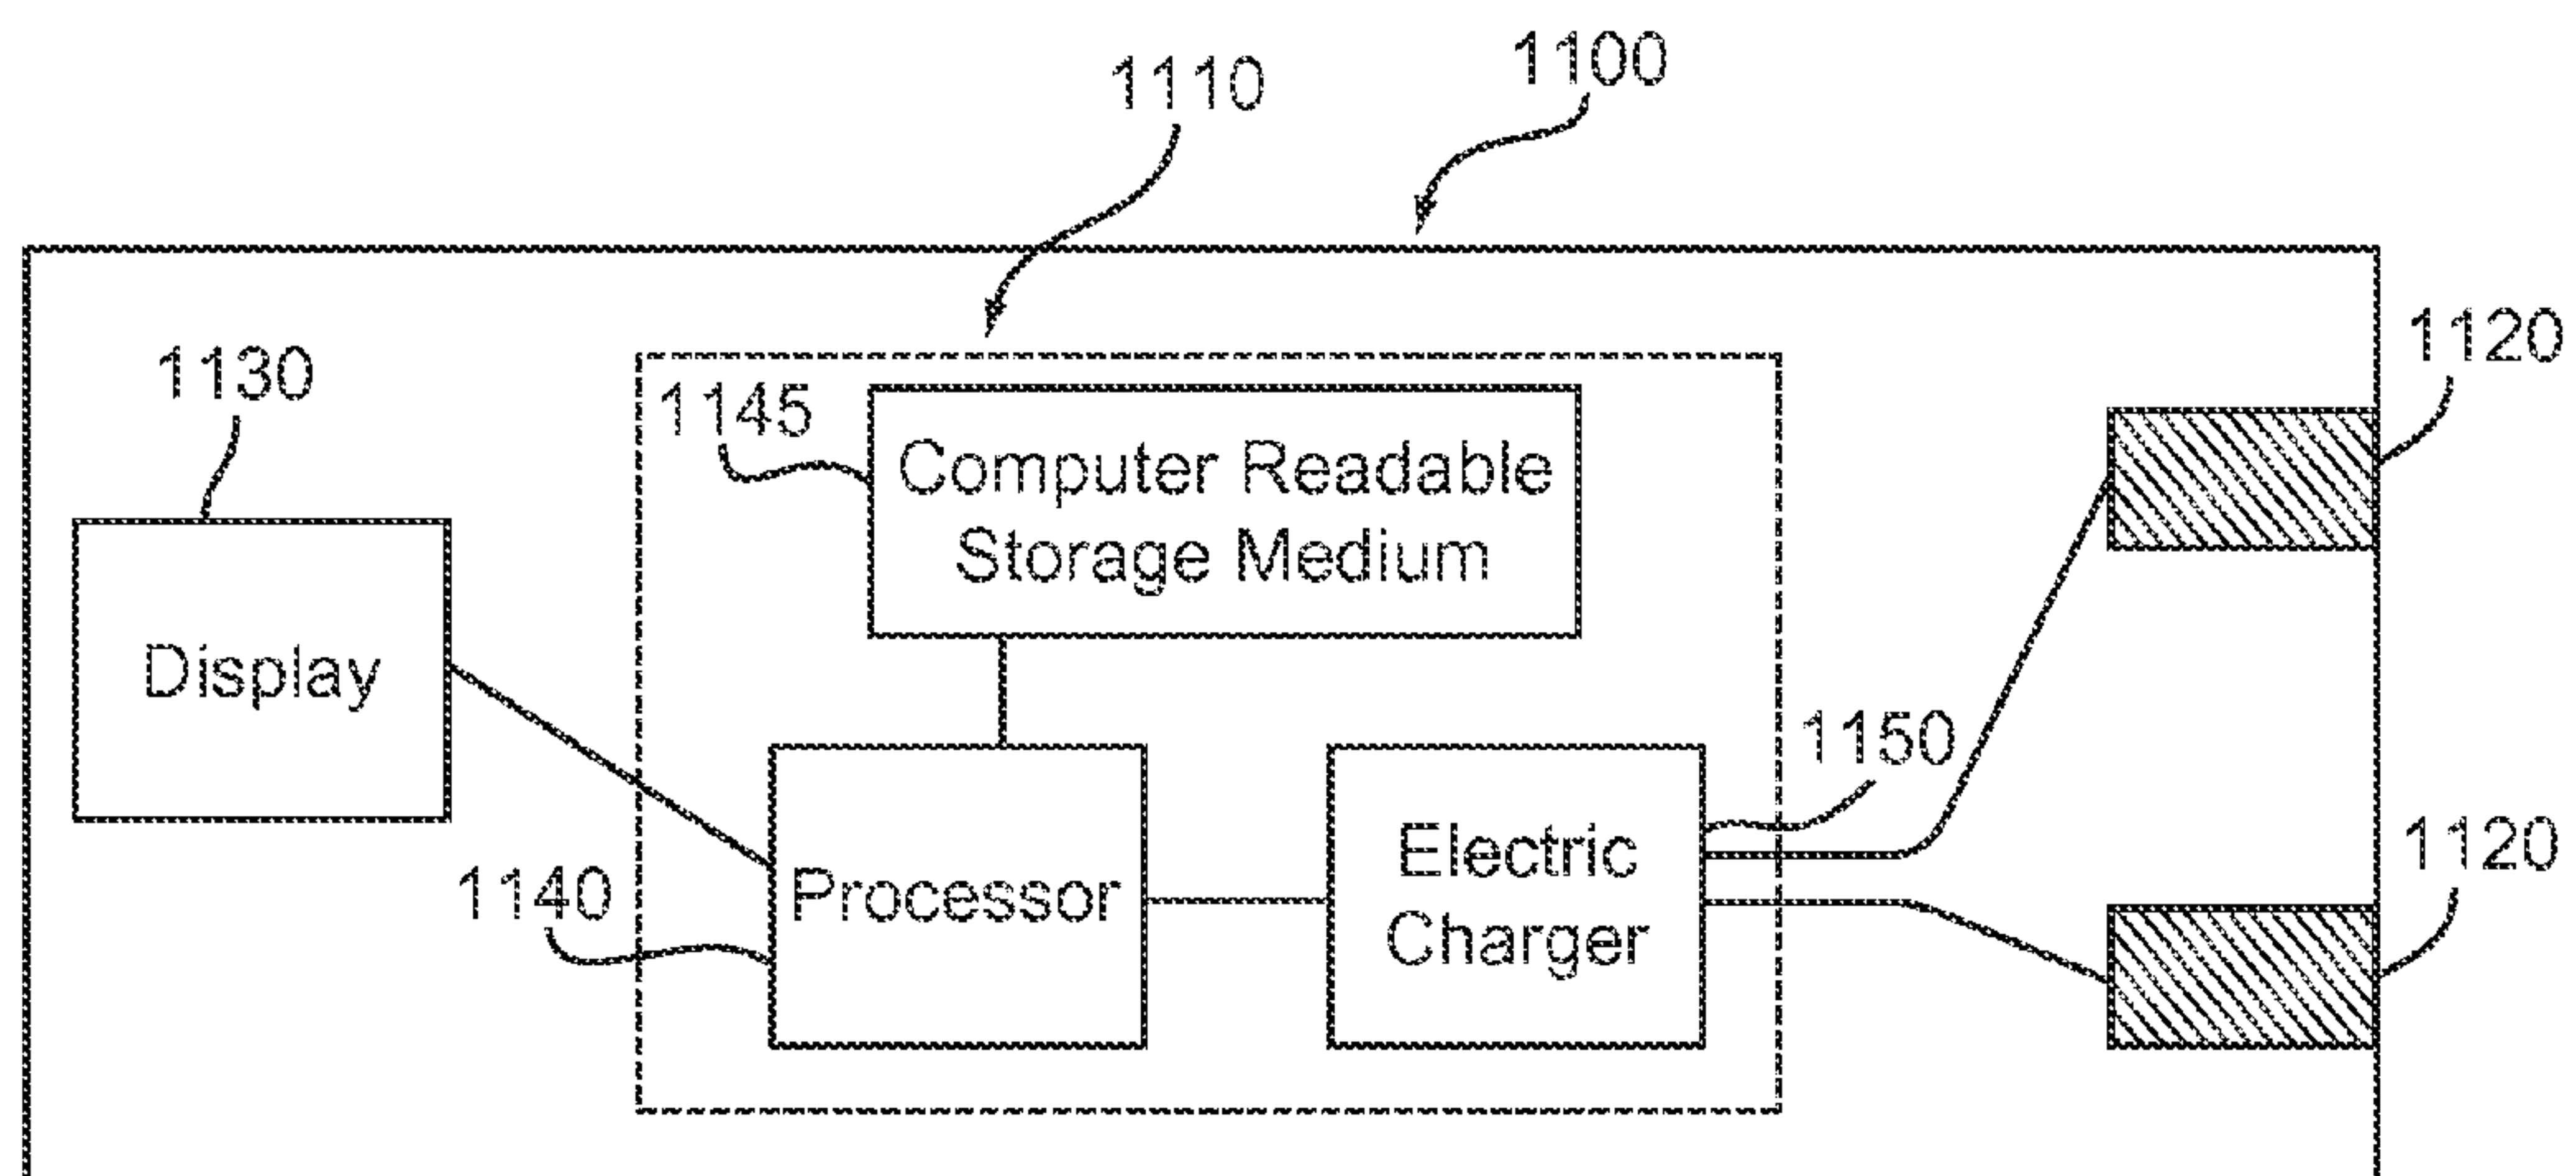 1100
1110
1120
1130
1145
Computer Readable
Storage Medium
Display
1150
1120
1140
Processor
Electric
Charger